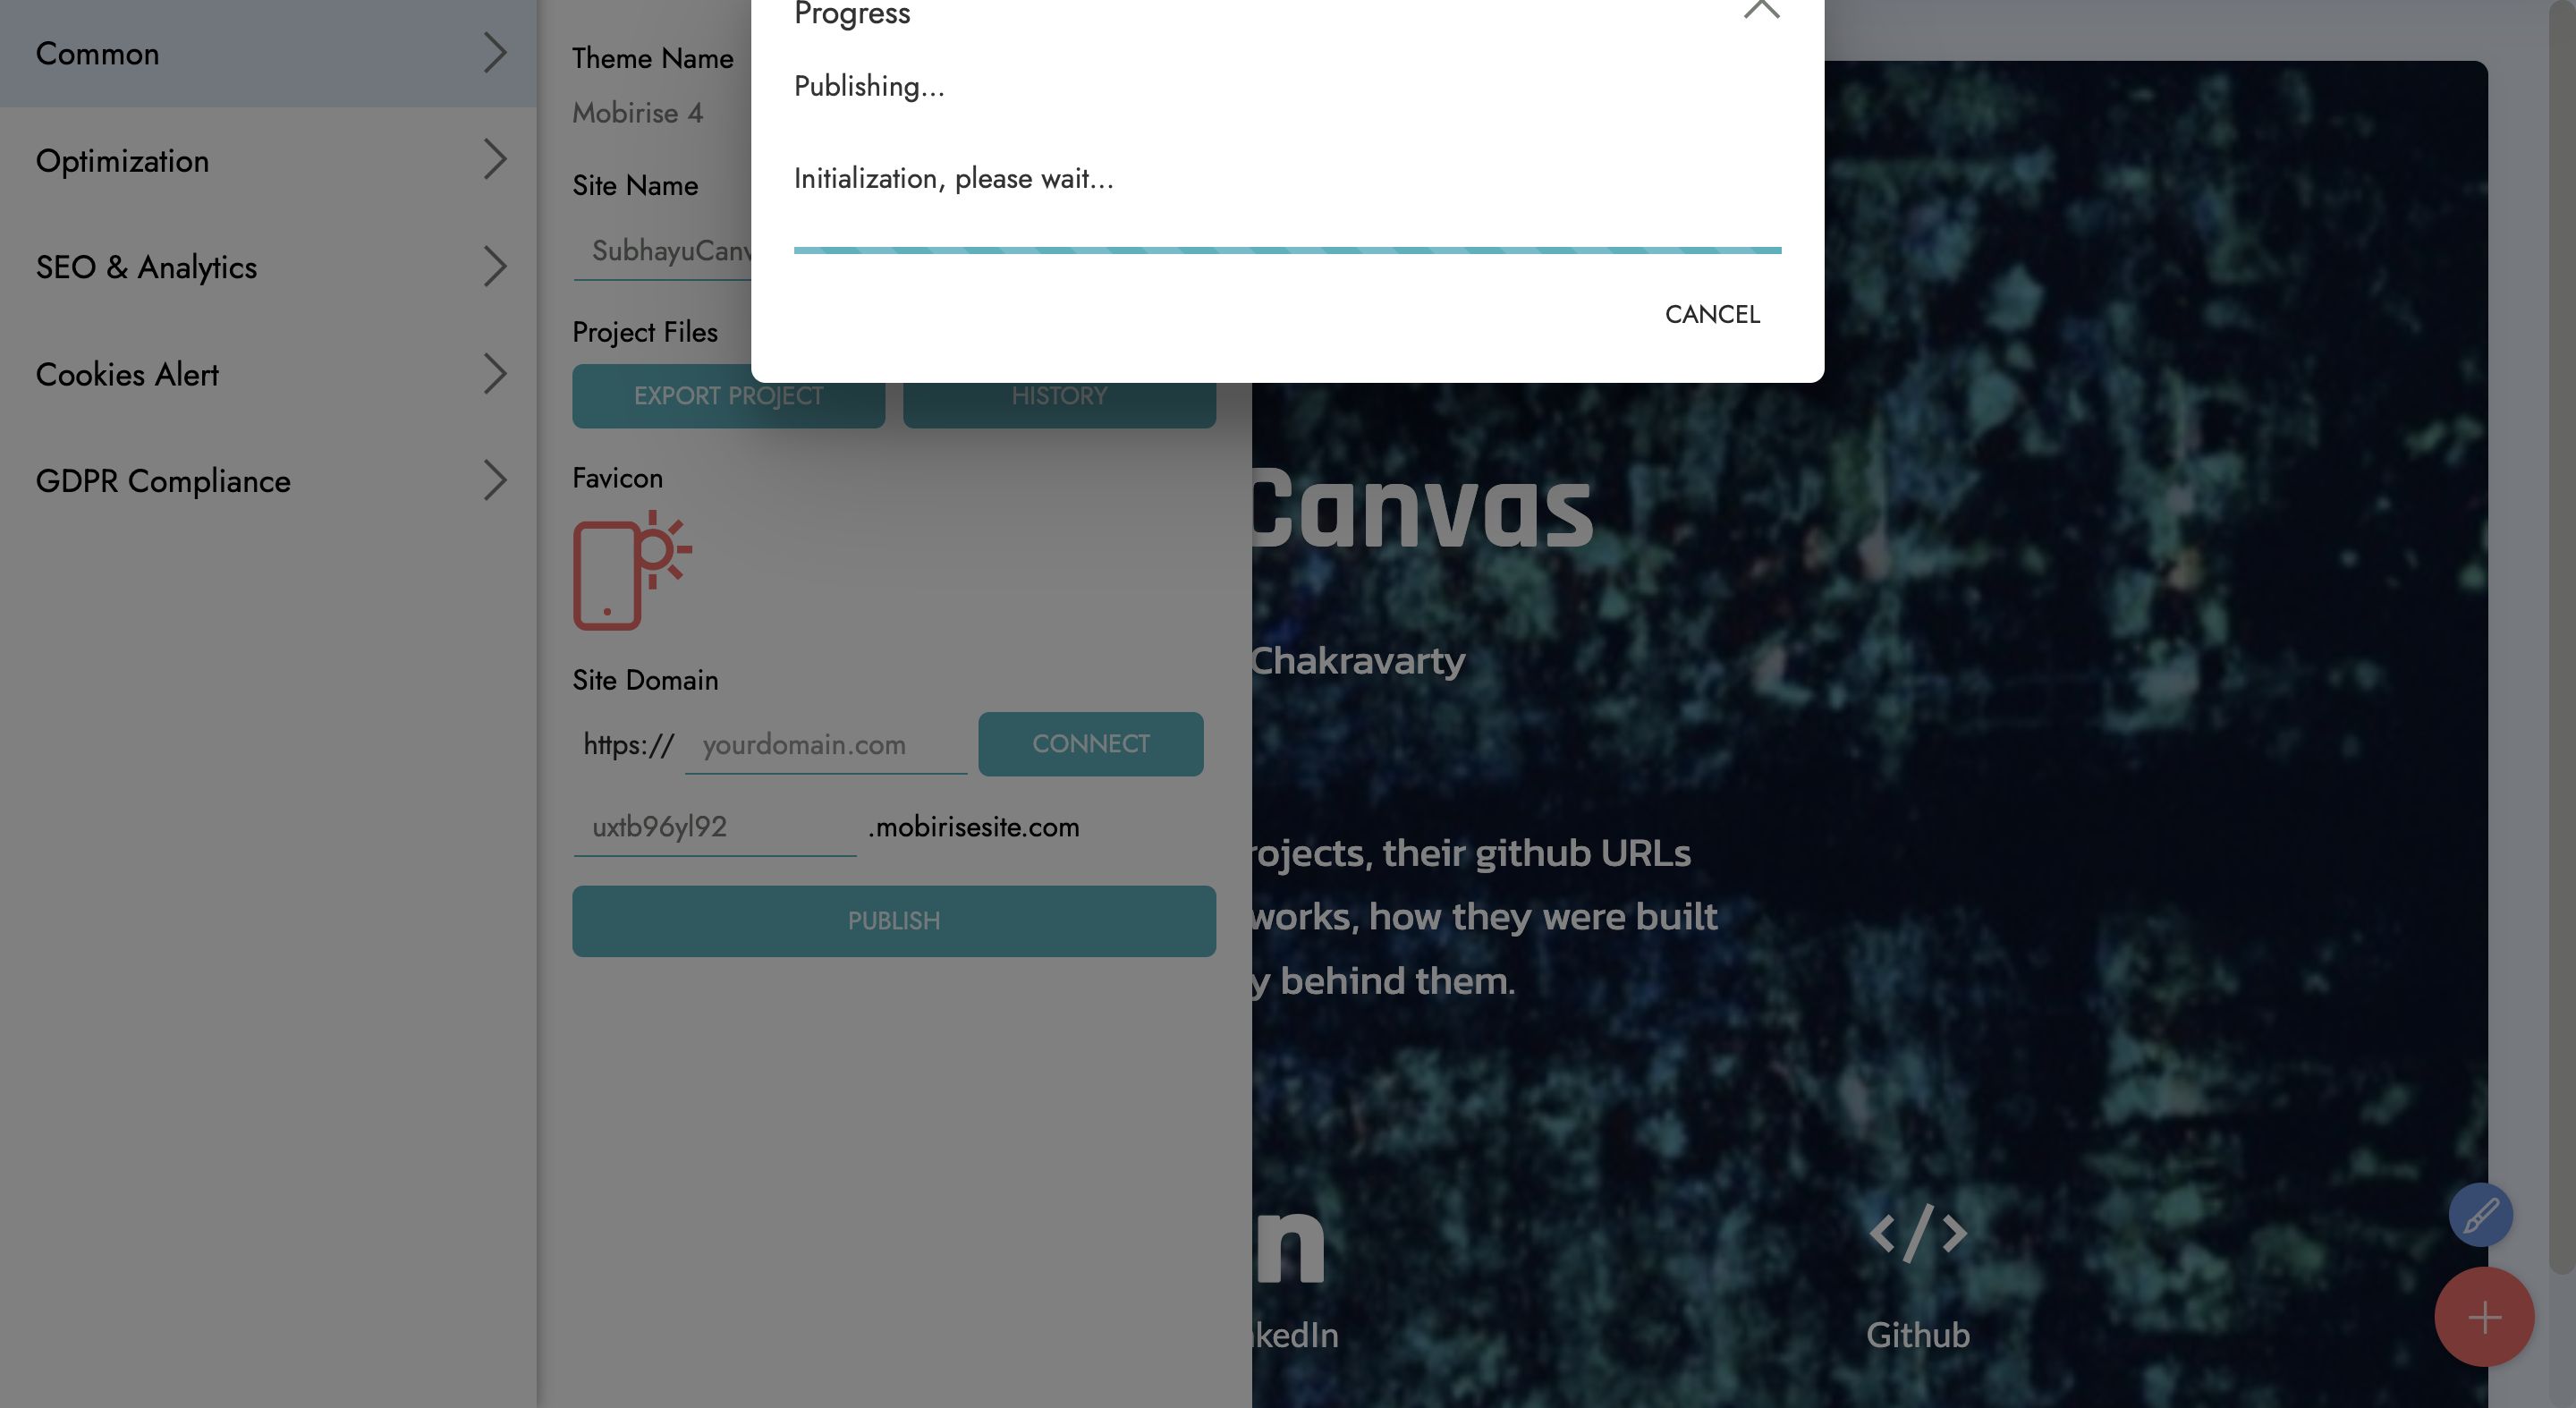 Common
Optimization
SEO & Analytics
Cookies Alert
GDPR Compliance
Theme Name
Mobirise 4
Site Name
SubhayuCanv
Project Files
EXPORT PROJECT
HISTORY
Favicon
Site Domain
https://
yourdomain.com
CONNECT
uxtb96yl92
.mobirisesite.com
PUBLISH
Progress
Publishing...
Initialization, please wait...
CANCEL
Canvas
Chakravarty
rojects, their github URLs
works, how they were built
y behind them.
n
kedIn
Github